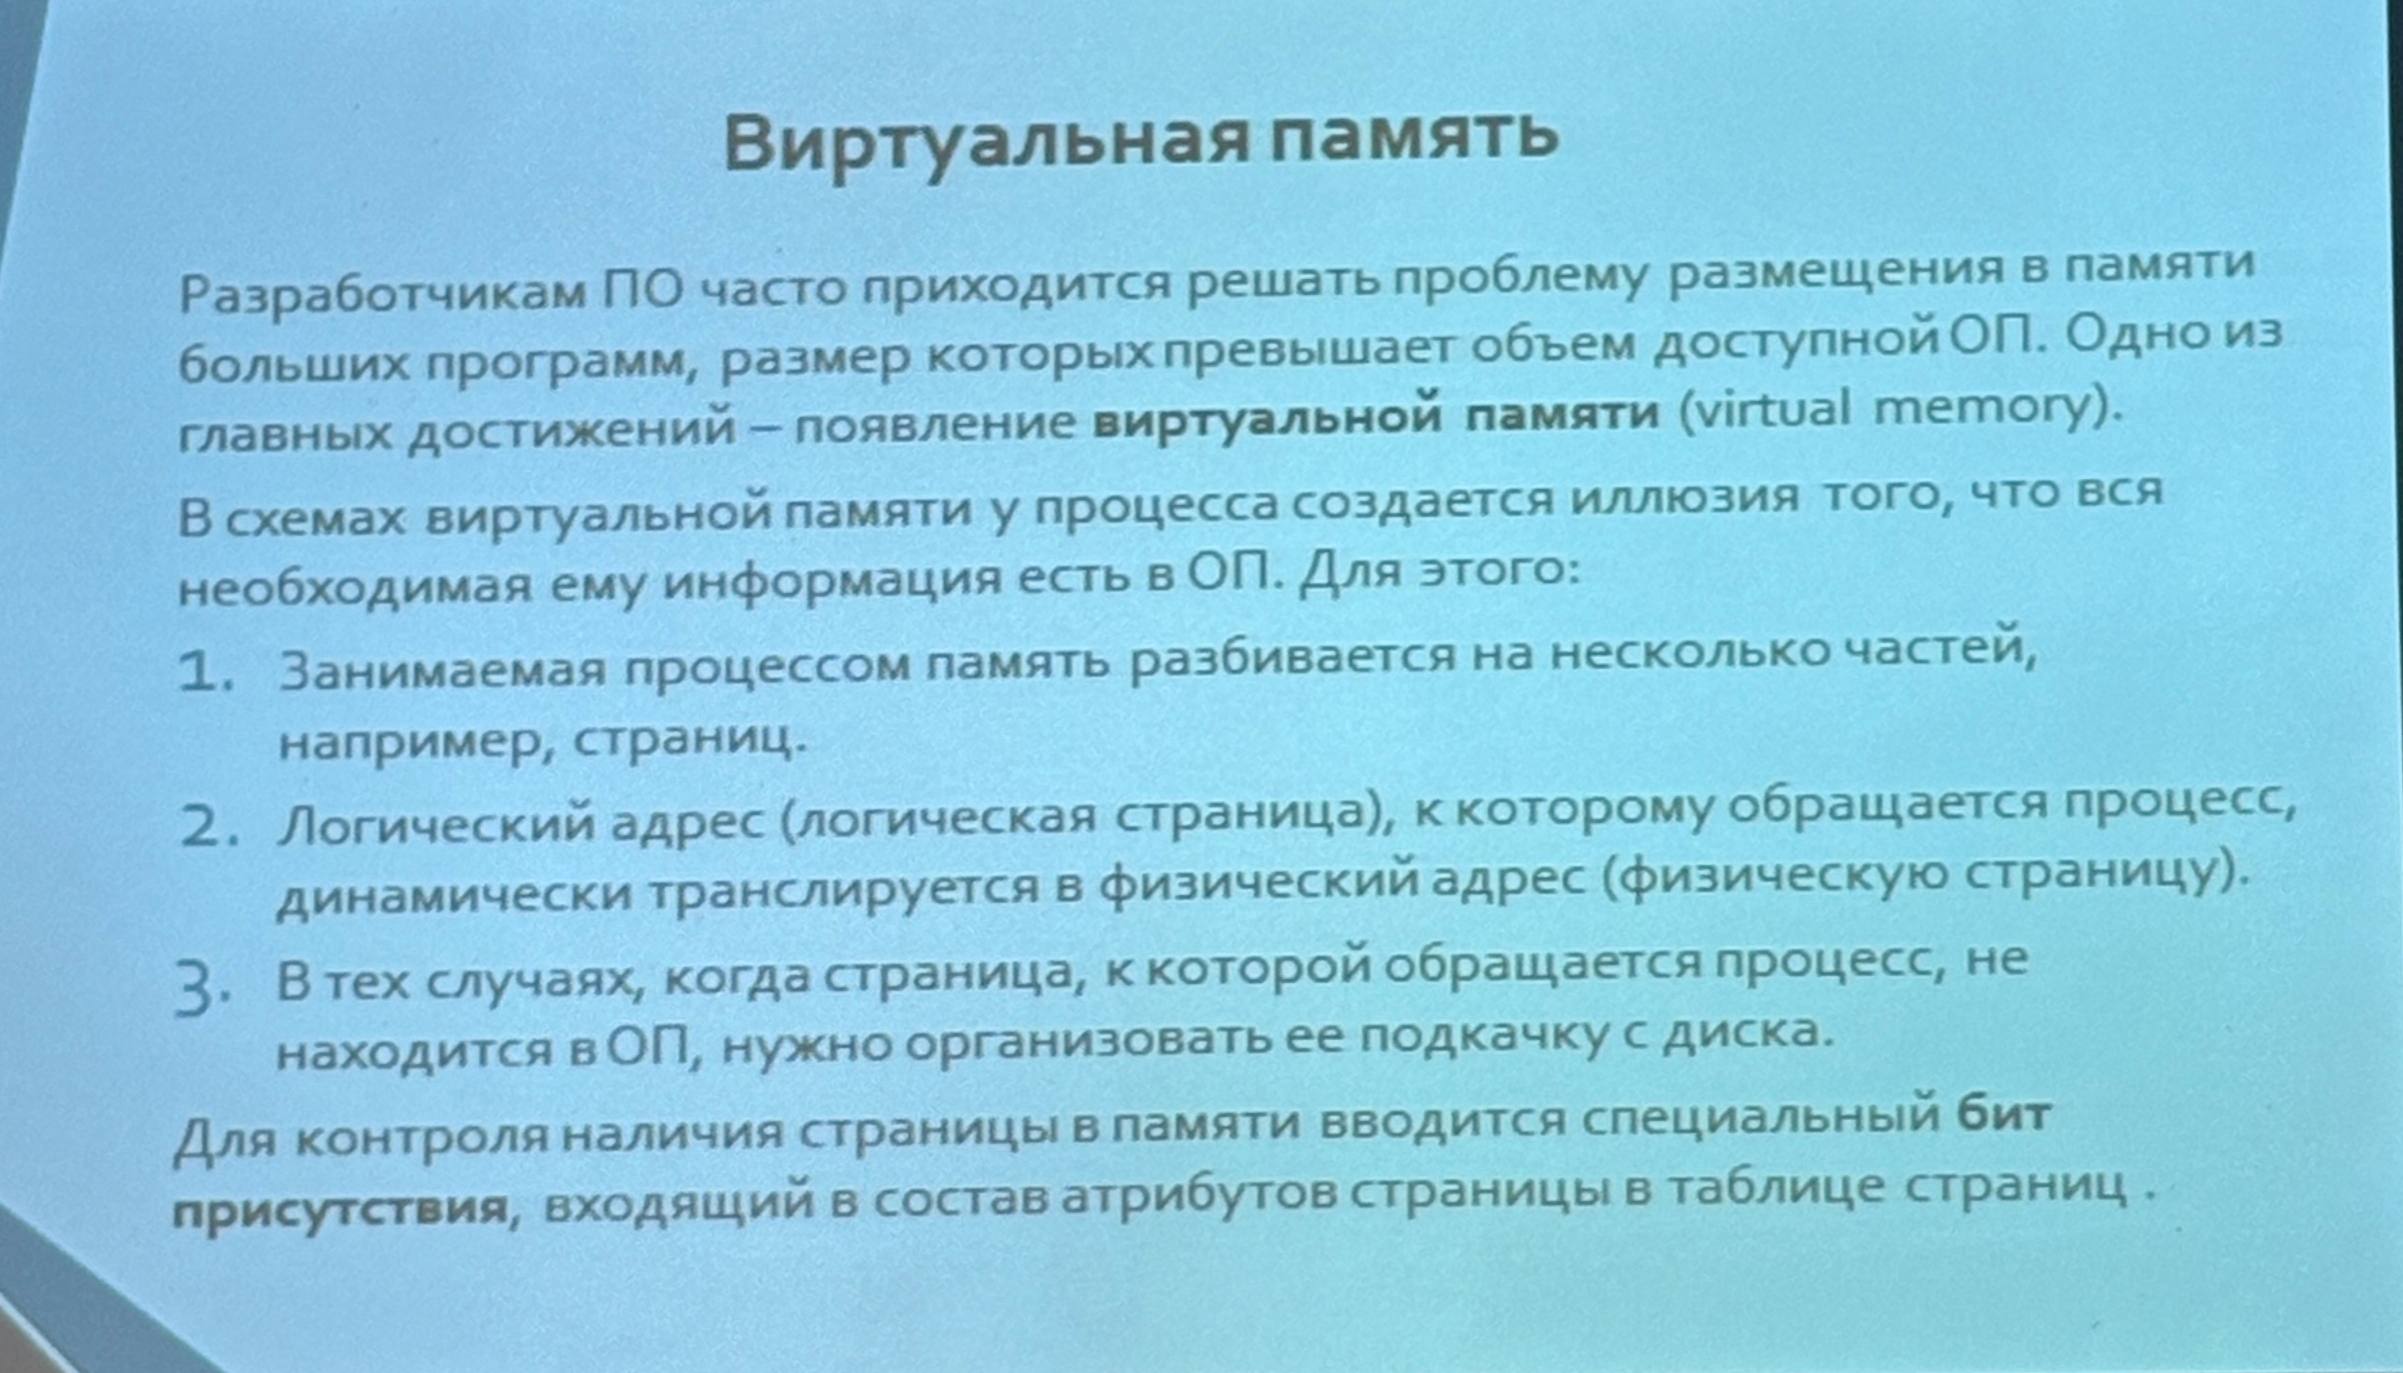 Виртуальная память
Разработчикам ПО часто приходится решать проблему размещения в памяти
больших программ, размер которых превышает объем доступной ОП. Одно из
главных достижений – появление виртуальной памяти (virtual memory).
В схемах виртуальной памяти у процесса создается иллюзия того, что вся
необходимая ему информация есть в ОП. Для этого:
1. Занимаемая процессом память разбивается на несколько частей,
например, страниц.
2. Логический адрес (логическая страница), к которому обращается процесс,
динамически транслируется в физический адрес (физическую страницу).
3. В тех случаях, когда страница, к которой обращается процесс, не
находится в ОП, нужно организовать ее подкачку с диска.
Для контроля наличия страницы в памяти вводится специальный бит
присутствия, входящий в состав атрибутов страницы в таблице страниц .